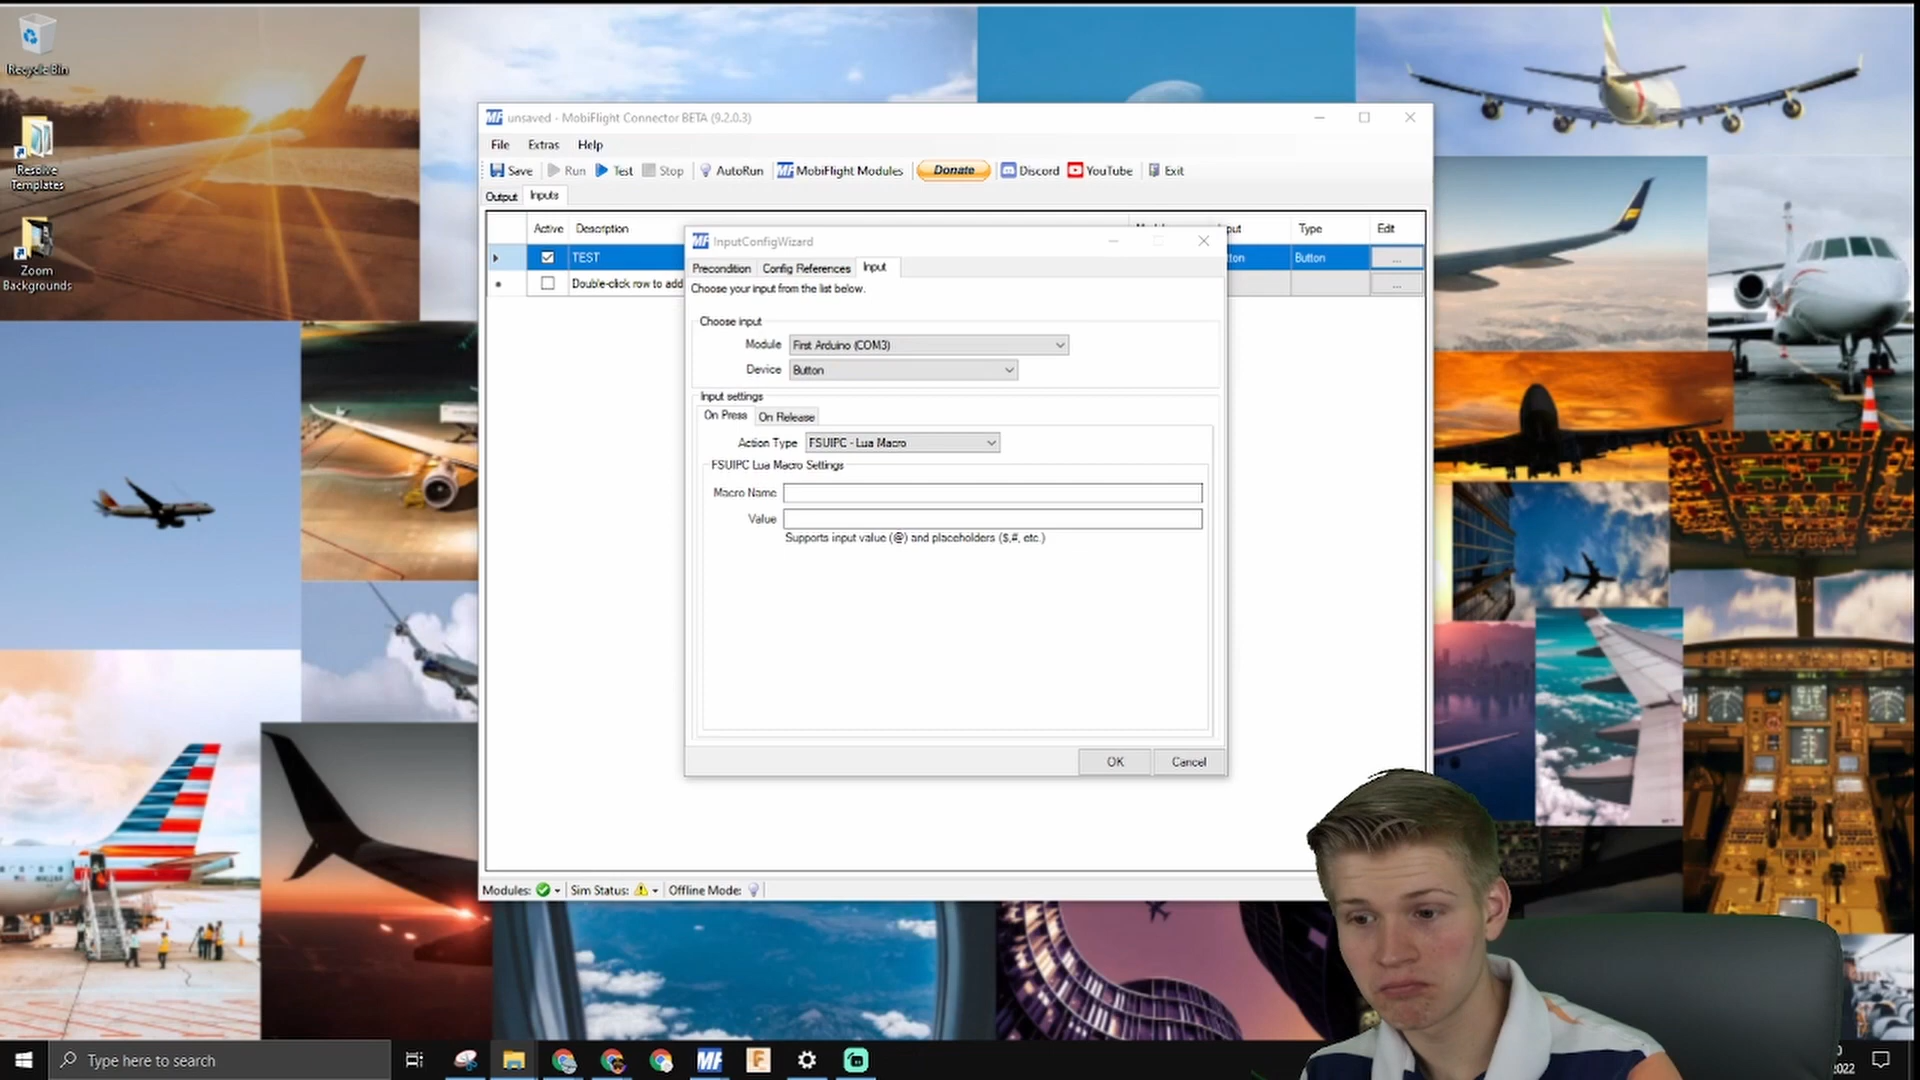 Recycle Bin
Resolve
Templates
Zoom
Backgrounds
MF unsaved - MobiFlight Connector BETA (9.2.0.3)
File Extras Help
Save Run Test Stop AutoRun MF MobiFlight Modules Donate Discord YouTube Exit
Output Inputs
Active Description Type Edit
TEST Button ...
Double-click row to add ...
MF InputConfigWizard
Precondition Config References Input
Choose your input from the list below.
Choose input
Module First Arduino (COM3)
Device Button
Input settings
On Press On Release
Action Type FSUIPC - Lua Macro
FSUIPC Lua Macro Settings
Macro Name
Value
Supports input value (@) and placeholders ($,#, etc.)
OK Cancel
Modules: Sim Status: Offline Mode:
Type here to search
MF
F
2022